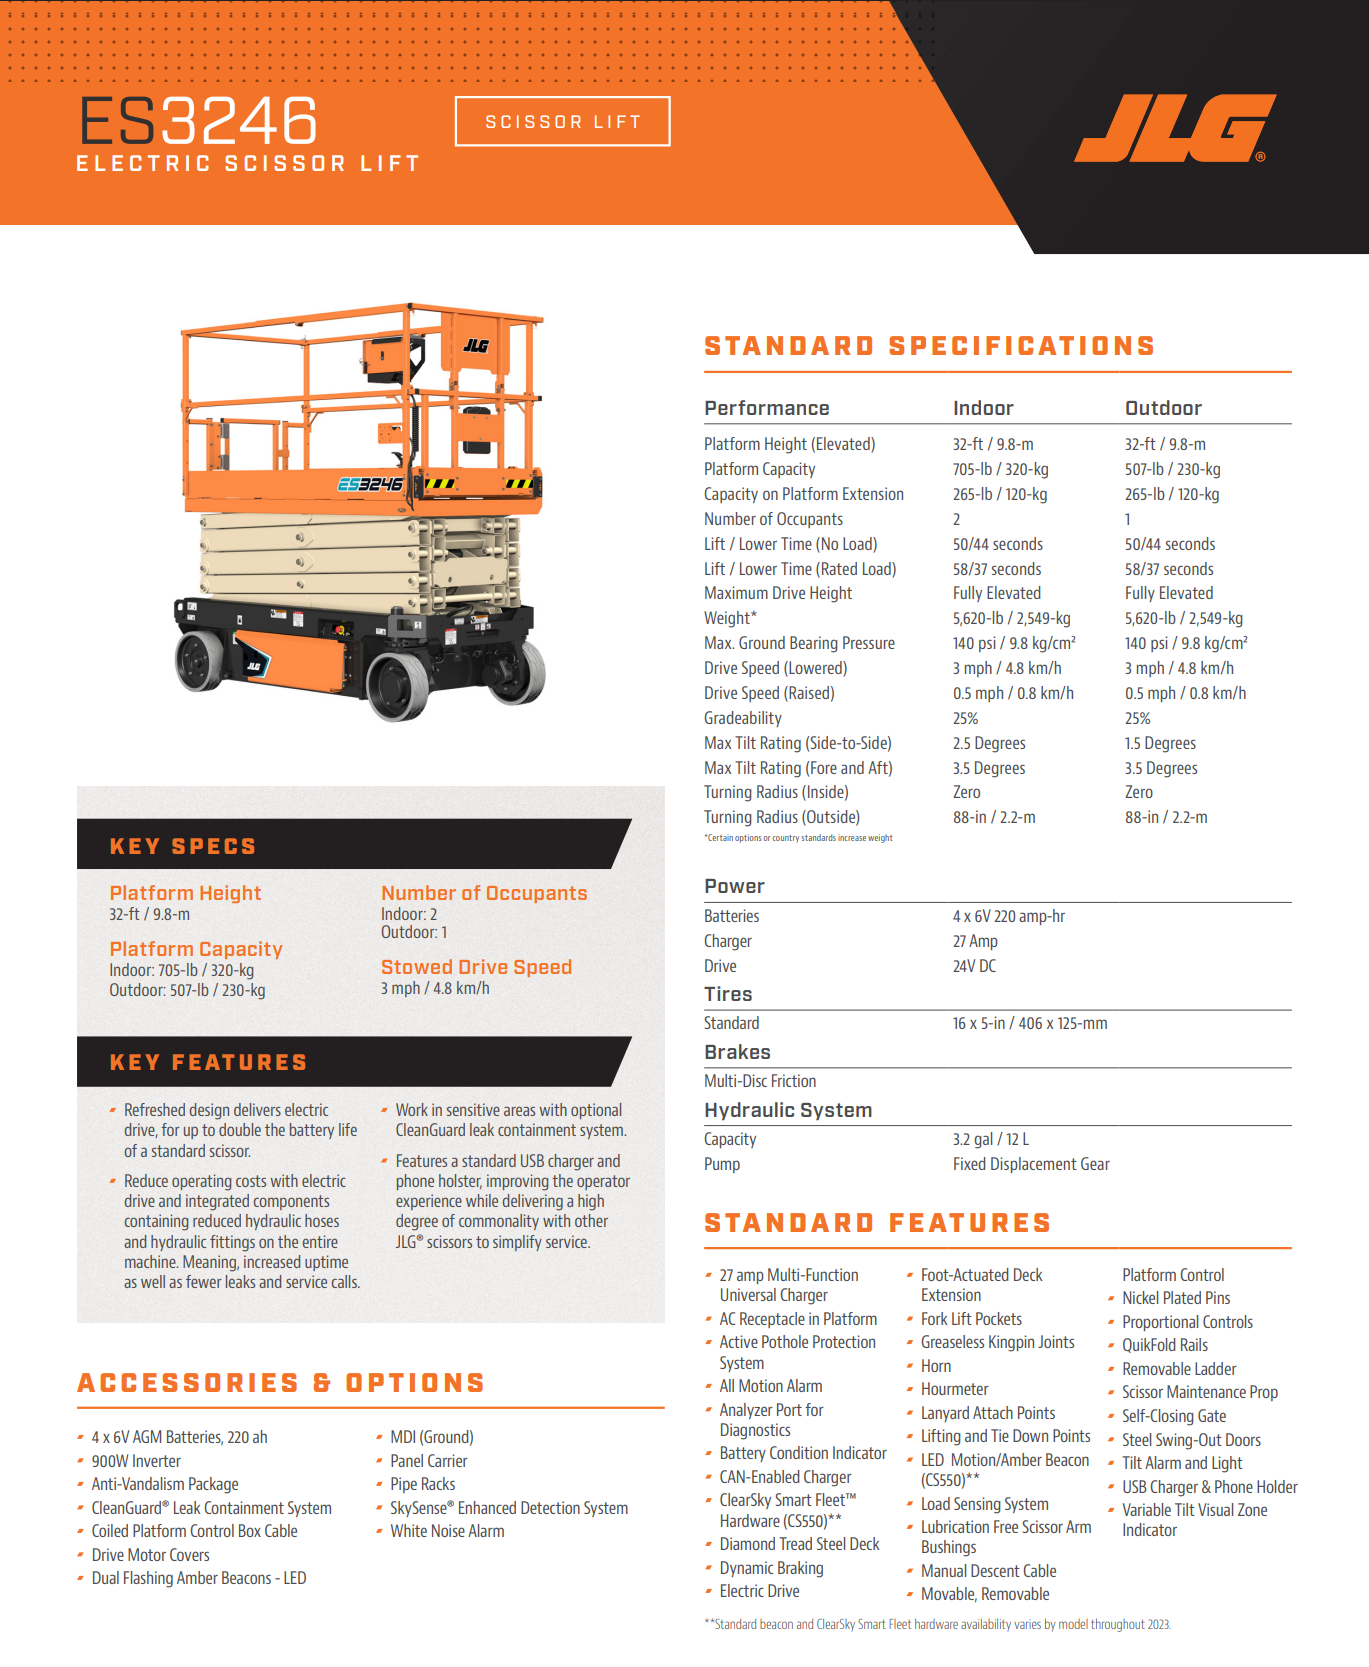 ES3246
ELECTRIC SCISSOR LIFT
SCISSOR LIFT
JLG®
JLG
ES3246
JLG
KEY SPECS
Platform Height
32-ft / 9.8-m
Platform Capacity
Indoor: 705-lb / 320-kg
Outdoor: 507-lb / 230-kg
Number of Occupants
Indoor: 2
Outdoor: 1
Stowed Drive Speed
3 mph / 4.8 km/h
KEY FEATURES
Refreshed design delivers electric
drive, for up to double the battery life
of a standard scissor.
Reduce operating costs with electric
drive and integrated components
containing reduced hydraulic hoses
and hydraulic fittings on the entire
machine. Meaning, increased uptime
as well as fewer leaks and service calls.
Work in sensitive areas with optional
CleanGuard leak containment system.
Features a standard USB charger and
phone holster, improving the operator
experience while delivering a high
degree of commonality with other
JLG® scissors to simplify service.
ACCESSORIES & OPTIONS
4 x 6V AGM Batteries, 220 ah
900W Inverter
Anti-Vandalism Package
CleanGuard® Leak Containment System
Coiled Platform Control Box Cable
Drive Motor Covers
Dual Flashing Amber Beacons - LED
MDI (Ground)
Panel Carrier
Pipe Racks
SkySense® Enhanced Detection System
White Noise Alarm
STANDARD SPECIFICATIONS
Performance Indoor Outdoor
Platform Height (Elevated) 32-ft / 9.8-m 32-ft / 9.8-m
Platform Capacity 705-lb / 320-kg 507-lb / 230-kg
Capacity on Platform Extension 265-lb / 120-kg 265-lb / 120-kg
Number of Occupants 2 1
Lift / Lower Time (No Load) 50/44 seconds 50/44 seconds
Lift / Lower Time (Rated Load) 58/37 seconds 58/37 seconds
Maximum Drive Height Fully Elevated Fully Elevated
Weight* 5,620-lb / 2,549-kg 5,620-lb / 2,549-kg
Max. Ground Bearing Pressure 140 psi / 9.8 kg/cm² 140 psi / 9.8 kg/cm²
Drive Speed (Lowered) 3 mph / 4.8 km/h 3 mph / 4.8 km/h
Drive Speed (Raised) 0.5 mph / 0.8 km/h 0.5 mph / 0.8 km/h
Gradeability 25% 25%
Max Tilt Rating (Side-to-Side) 2.5 Degrees 1.5 Degrees
Max Tilt Rating (Fore and Aft) 3.5 Degrees 3.5 Degrees
Turning Radius (Inside) Zero Zero
Turning Radius (Outside) 88-in / 2.2-m 88-in / 2.2-m
*Certain options or country standards increase weight
Power
Batteries 4 x 6V 220 amp-hr
Charger 27 Amp
Drive 24V DC
Tires
Standard 16 x 5-in / 406 x 125-mm
Brakes
Multi-Disc Friction
Hydraulic System
Capacity 3.2 gal / 12 L
Pump Fixed Displacement Gear
STANDARD FEATURES
27 amp Multi-Function
Universal Charger
AC Receptacle in Platform
Active Pothole Protection
System
All Motion Alarm
Analyzer Port for
Diagnostics
Battery Condition Indicator
CAN-Enabled Charger
ClearSky Smart Fleet™
Hardware (CS550)**
Diamond Tread Steel Deck
Dynamic Braking
Electric Drive
Foot-Actuated Deck
Extension
Fork Lift Pockets
Greaseless Kingpin Joints
Horn
Hourmeter
Lanyard Attach Points
Lifting and Tie Down Points
LED Motion/Amber Beacon
(CS550)**
Load Sensing System
Lubrication Free Scissor Arm
Bushings
Manual Descent Cable
Movable, Removable
Platform Control
Nickel Plated Pins
Proportional Controls
QuikFold Rails
Removable Ladder
Scissor Maintenance Prop
Self-Closing Gate
Steel Swing-Out Doors
Tilt Alarm and Light
USB Charger & Phone Holder
Variable Tilt Visual Zone
Indicator
**Standard beacon and ClearSky Smart Fleet hardware availability varies by model throughout 2023.